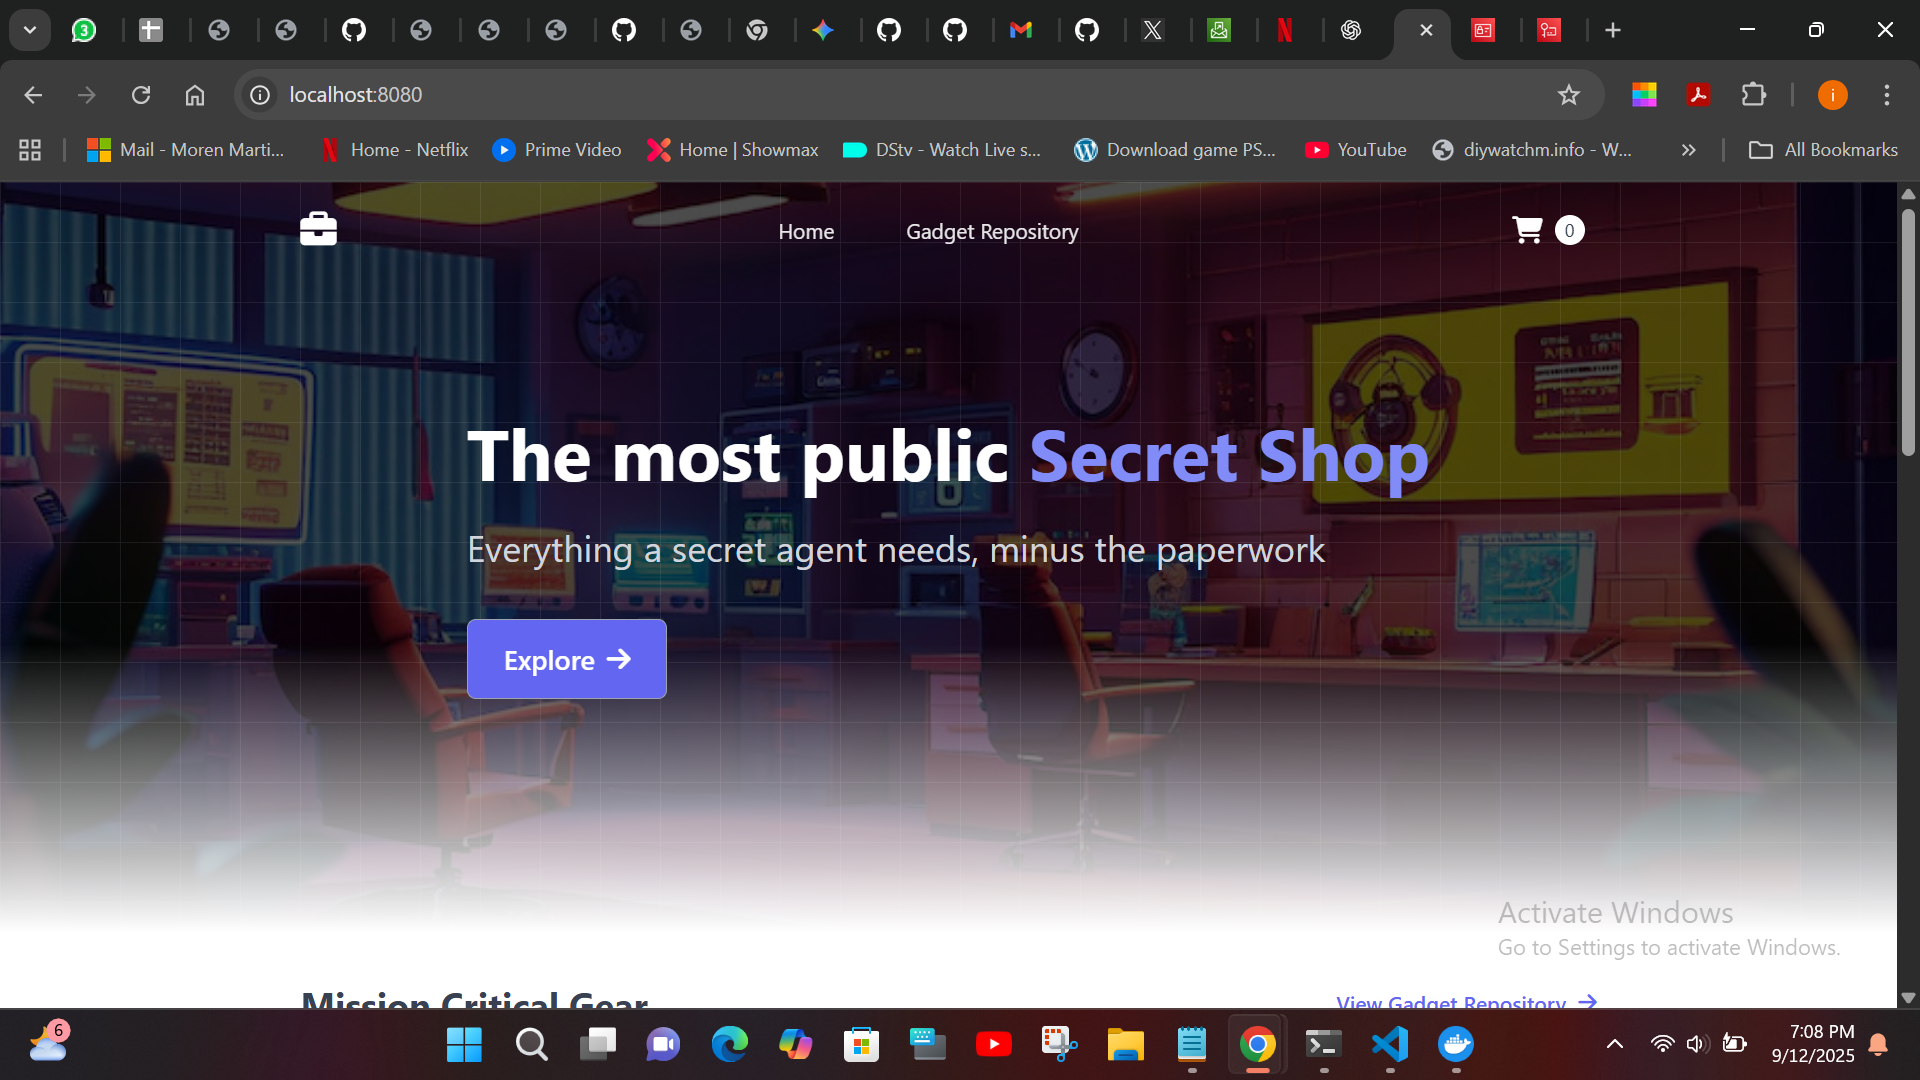 3
localhost:8080
i
Mail - Moren Marti...
Home - Netflix
Prime Video
Home | Showmax
DStv - Watch Live s...
Download game PS...
YouTube
diywatchm.info - W...
All Bookmarks
Home
Gadget Repository
0
The most public Secret Shop
Everything a secret agent needs, minus the paperwork
Explore
Activate Windows
Go to Settings to activate Windows.
Mission Critical Gear
View Gadget Repository
6
7:08 PM
9/12/2025